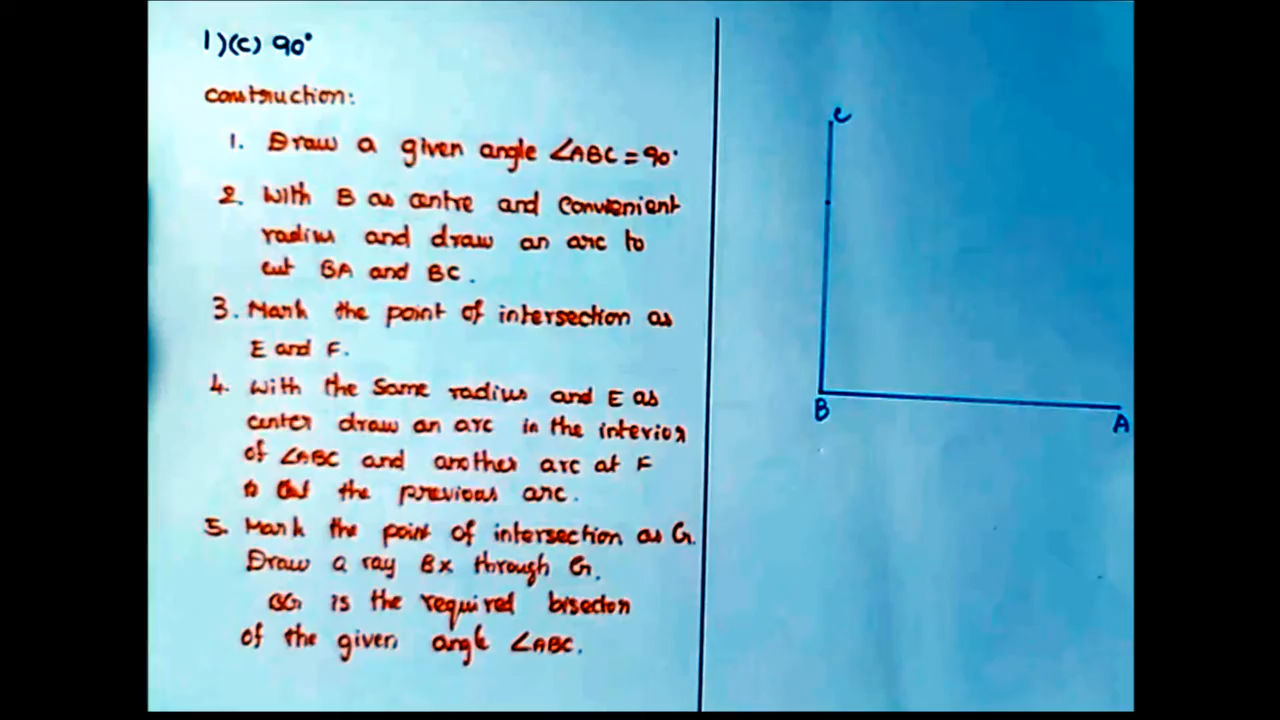 1)(c) 90°
construction:
1. Draw a given angle ∠ABC = 90°
2. With B as centre and convenient
radius and draw an arc to
cut BA and BC.
3. Mark the point of intersection as
E and F.
4. With the same radius and E as
center draw an arc in the interior
of ∠ABC and another arc at F
to cut the previous arc.
5. Mark the point of intersection as G.
Draw a ray BX through G.
BG is the required bisector
of the given angle ∠ABC.
C
B
A